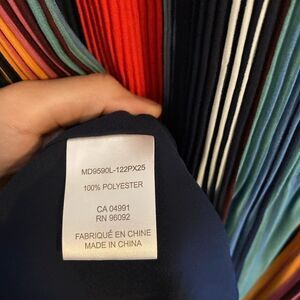 MD9590L-122PX25
100% POLYESTER
CA 04991
RN 96092
FABRIQUÉ EN CHINE
MADE IN CHINA